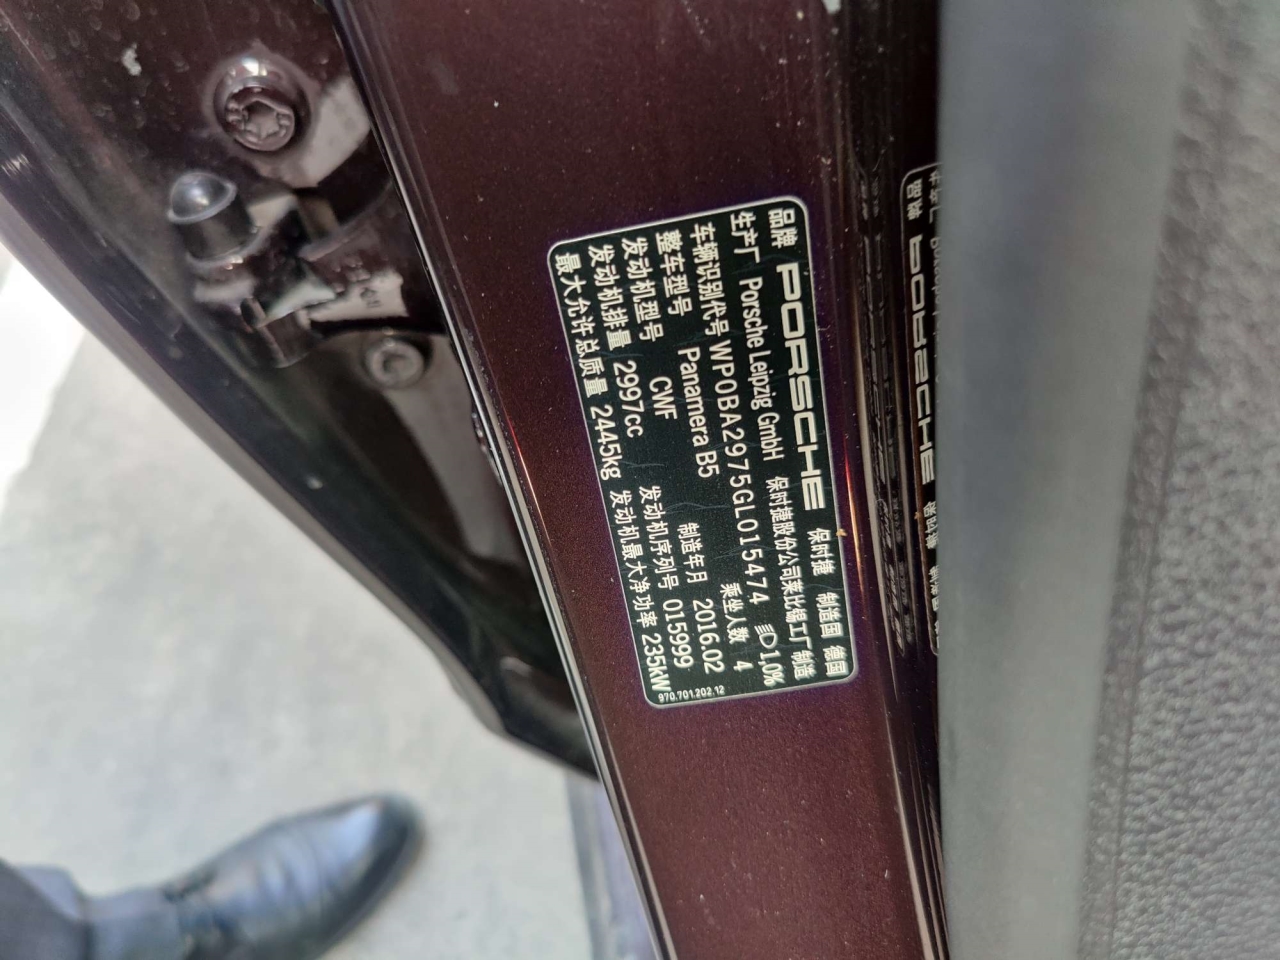 品牌 PORSCHE 保时捷 制造国 德国
生产厂 Porsche Leipzig GmbH 保时捷股份公司莱比锡工厂制造
车辆识别代号 WP0BA2975GL015474 1,0%
整车型号 Panamera B5 乘坐人数 4
发动机型号 CWF 制造年月 2016.02
发动机排量 2997cc 发动机序列号 015999
最大允许总质量 2445kg 发动机最大净功率 235kW
970.701.202.12